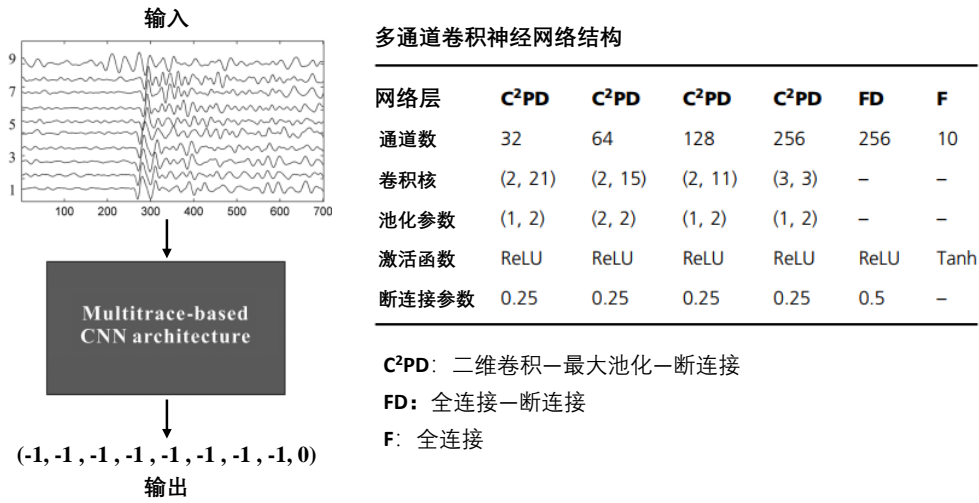 输入
9
7
5
3
1
100 200 300 400 500 600 700
Multitrace-based
CNN architecture
(-1, -1 , -1 , -1 , -1 , -1 , -1 , -1, 0)
输出
多通道卷积神经网络结构
网络层 C²PD C²PD C²PD C²PD FD F
通道数 32 64 128 256 256 10
卷积核 (2, 21) (2, 15) (2, 11) (3, 3) – –
池化参数 (1, 2) (2, 2) (1, 2) (1, 2) – –
激活函数 ReLU ReLU ReLU ReLU ReLU Tanh
断连接参数 0.25 0.25 0.25 0.25 0.5 –
C²PD：二维卷积—最大池化—断连接
FD：全连接—断连接
F：全连接